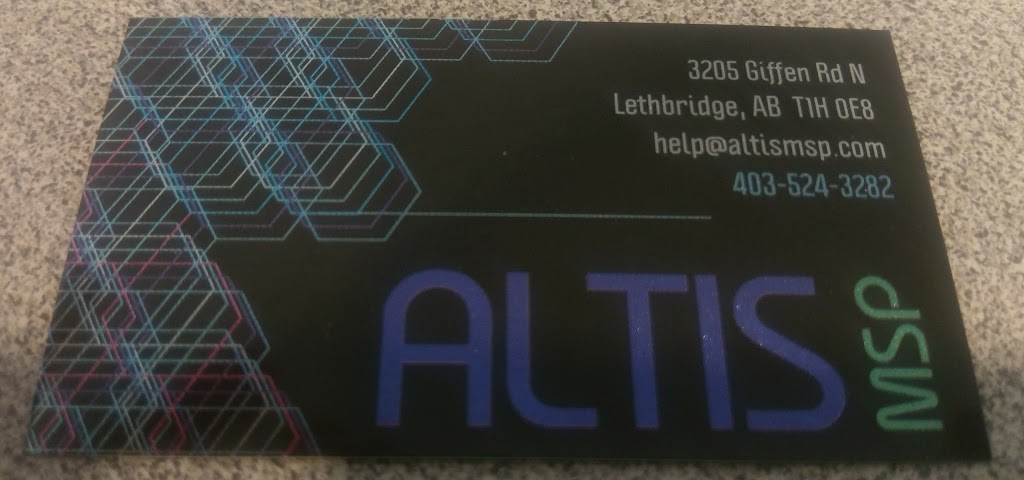 3205 Giffen Rd N
Lethbridge, AB T1H 0E8
help@altismsp.com
403-524-3282
ALTIS
MSP